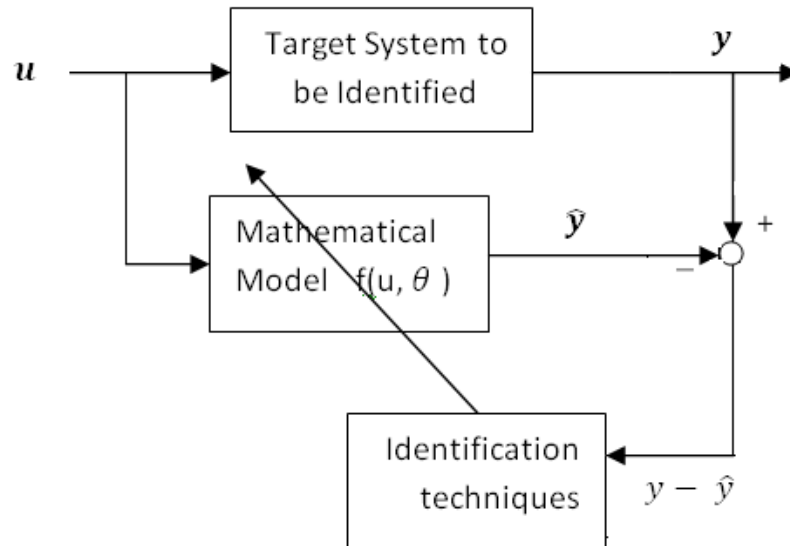 Target System to
be Identified
u
y
Mathematical
Model f(u, θ )
ŷ
+
−
Identification
techniques
y − ŷ